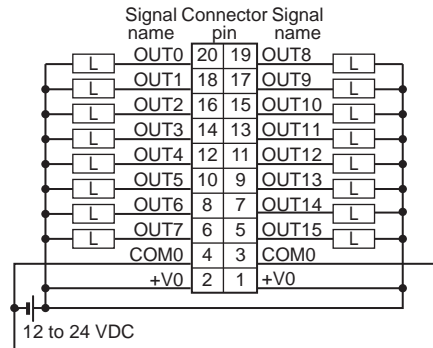 Signal Connector Signal
name pin name
L OUT0 20 19 OUT8 L
L OUT1 18 17 OUT9 L
L OUT2 16 15 OUT10 L
L OUT3 14 13 OUT11 L
L OUT4 12 11 OUT12 L
L OUT5 10 9 OUT13 L
L OUT6 8 7 OUT14 L
L OUT7 6 5 OUT15 L
COM0 4 3 COM0
+V0 2 1 +V0
12 to 24 VDC